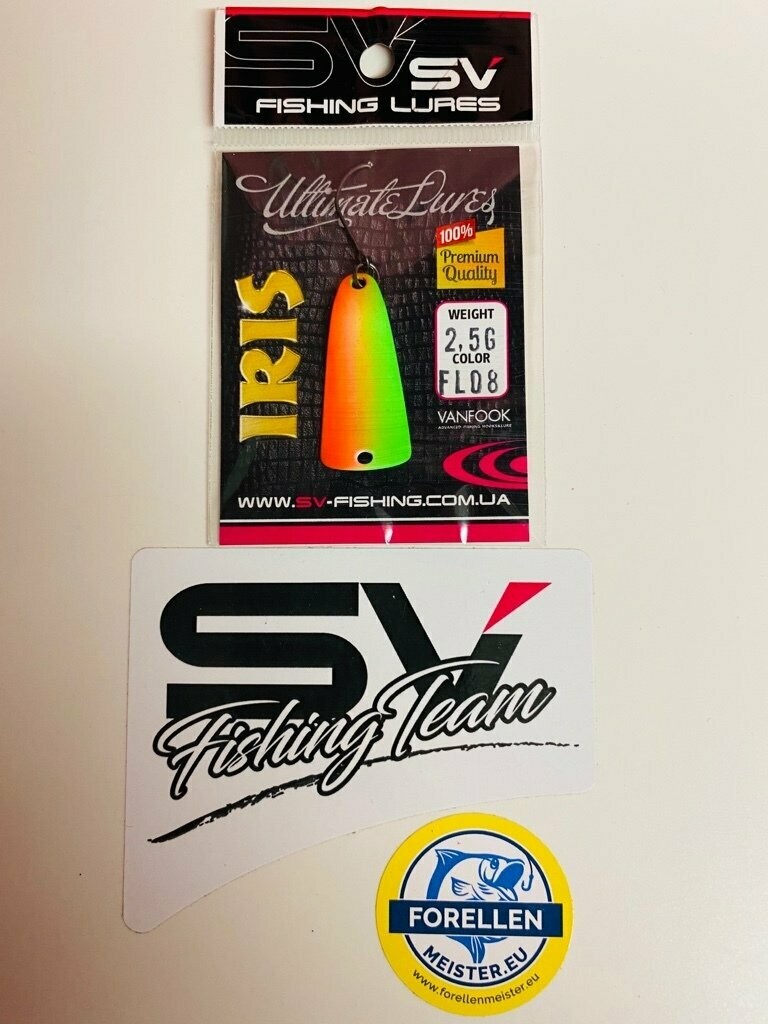 SV SV
FISHING LURES
Ultimate Lures
100%
Premium
Quality
IRIS
WEIGHT
2,5G
COLOR
FL08
VANFOOK
WWW.SV-FISHING.COM.UA
SV
Fishing Team
FORELLEN
MEISTER.EU
www.forellenmeister.eu